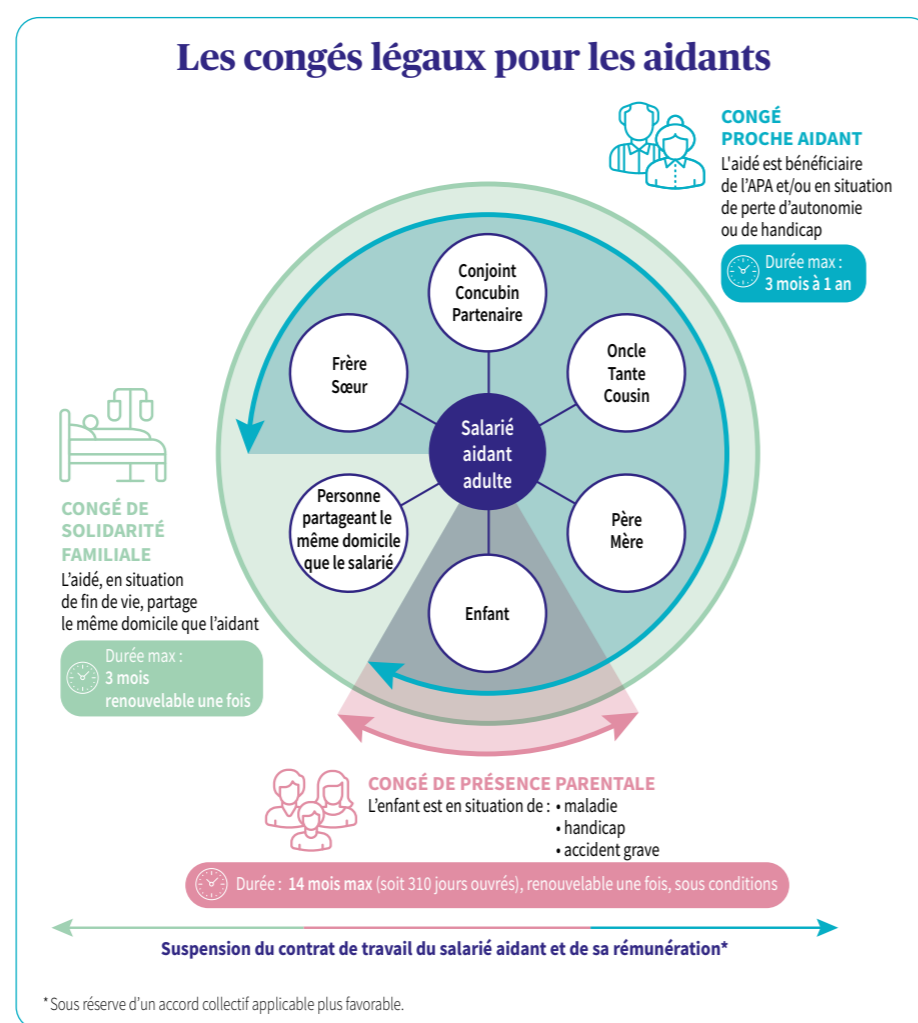 Les congés légaux pour les aidants
CONGÉ
PROCHE AIDANT
L'aidé est bénéficiaire
de l’APA et/ou en situation
de perte d’autonomie
ou de handicap
Durée max :
3 mois à 1 an
Conjoint
Concubin
Partenaire
Frère
Sœur
Oncle
Tante
Cousin
Salarié
aidant
adulte
Personne
partageant le
même domicile
que le salarié
Père
Mère
Enfant
CONGÉ DE
SOLIDARITÉ
FAMILIALE
L’aidé, en situation
de fin de vie, partage
le même domicile que l’aidant
Durée max :
3 mois
renouvelable une fois
CONGÉ DE PRÉSENCE PARENTALE
L’enfant est en situation de : • maladie
• handicap
• accident grave
Durée : 14 mois max (soit 310 jours ouvrés), renouvelable une fois, sous conditions
Suspension du contrat de travail du salarié aidant et de sa rémunération*
* Sous réserve d’un accord collectif applicable plus favorable.